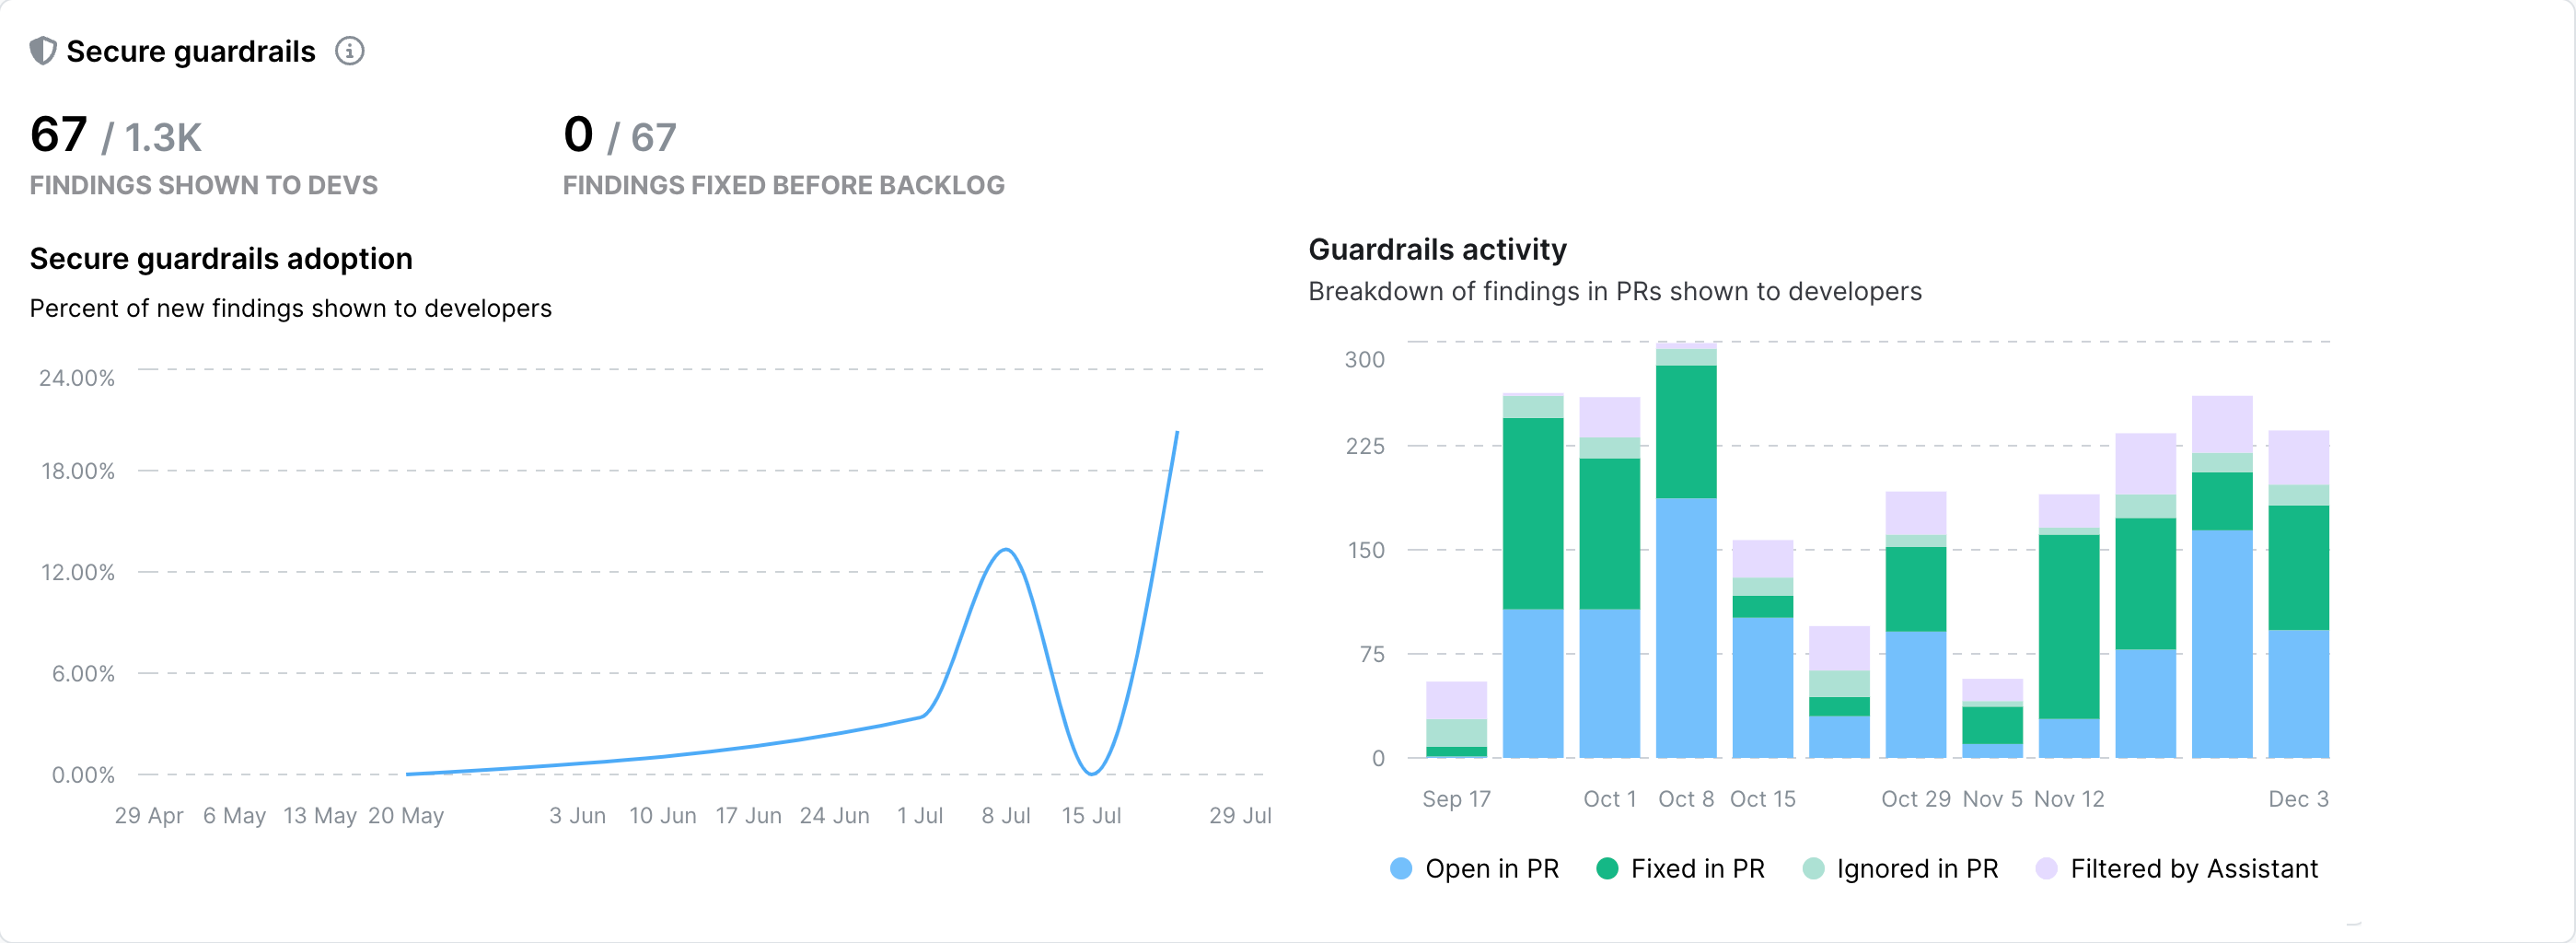 Secure guardrails
67 / 1.3K
FINDINGS SHOWN TO DEVS
0 / 67
FINDINGS FIXED BEFORE BACKLOG
Secure guardrails adoption
Percent of new findings shown to developers
24.00%
18.00%
12.00%
6.00%
0.00%
29 Apr 6 May 13 May 20 May 3 Jun 10 Jun 17 Jun 24 Jun 1 Jul 8 Jul 15 Jul 29 Jul
Guardrails activity
Breakdown of findings in PRs shown to developers
300
225
150
75
0
Sep 17 Oct 1 Oct 8 Oct 15 Oct 29 Nov 5 Nov 12 Dec 3
Open in PR Fixed in PR Ignored in PR Filtered by Assistant